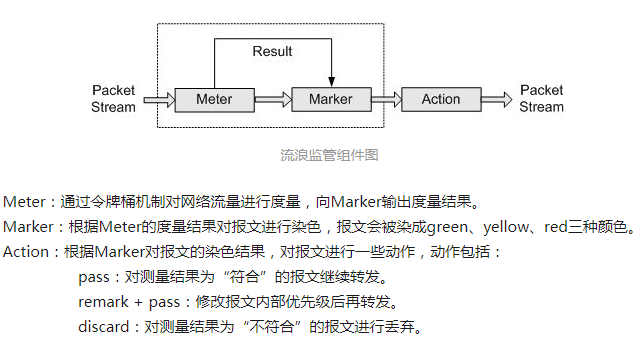 Result
Packet
Stream
Meter
Marker
Action
Packet
Stream
流浪监管组件图
Meter：通过令牌桶机制对网络流量进行度量，向Marker输出度量结果。
Marker：根据Meter的度量结果对报文进行染色，报文会被染成green、yellow、red三种颜色。
Action：根据Marker对报文的染色结果，对报文进行一些动作，动作包括：
pass：对测量结果为“符合”的报文继续转发。
remark + pass：修改报文内部优先级后再转发。
discard：对测量结果为“不符合”的报文进行丢弃。